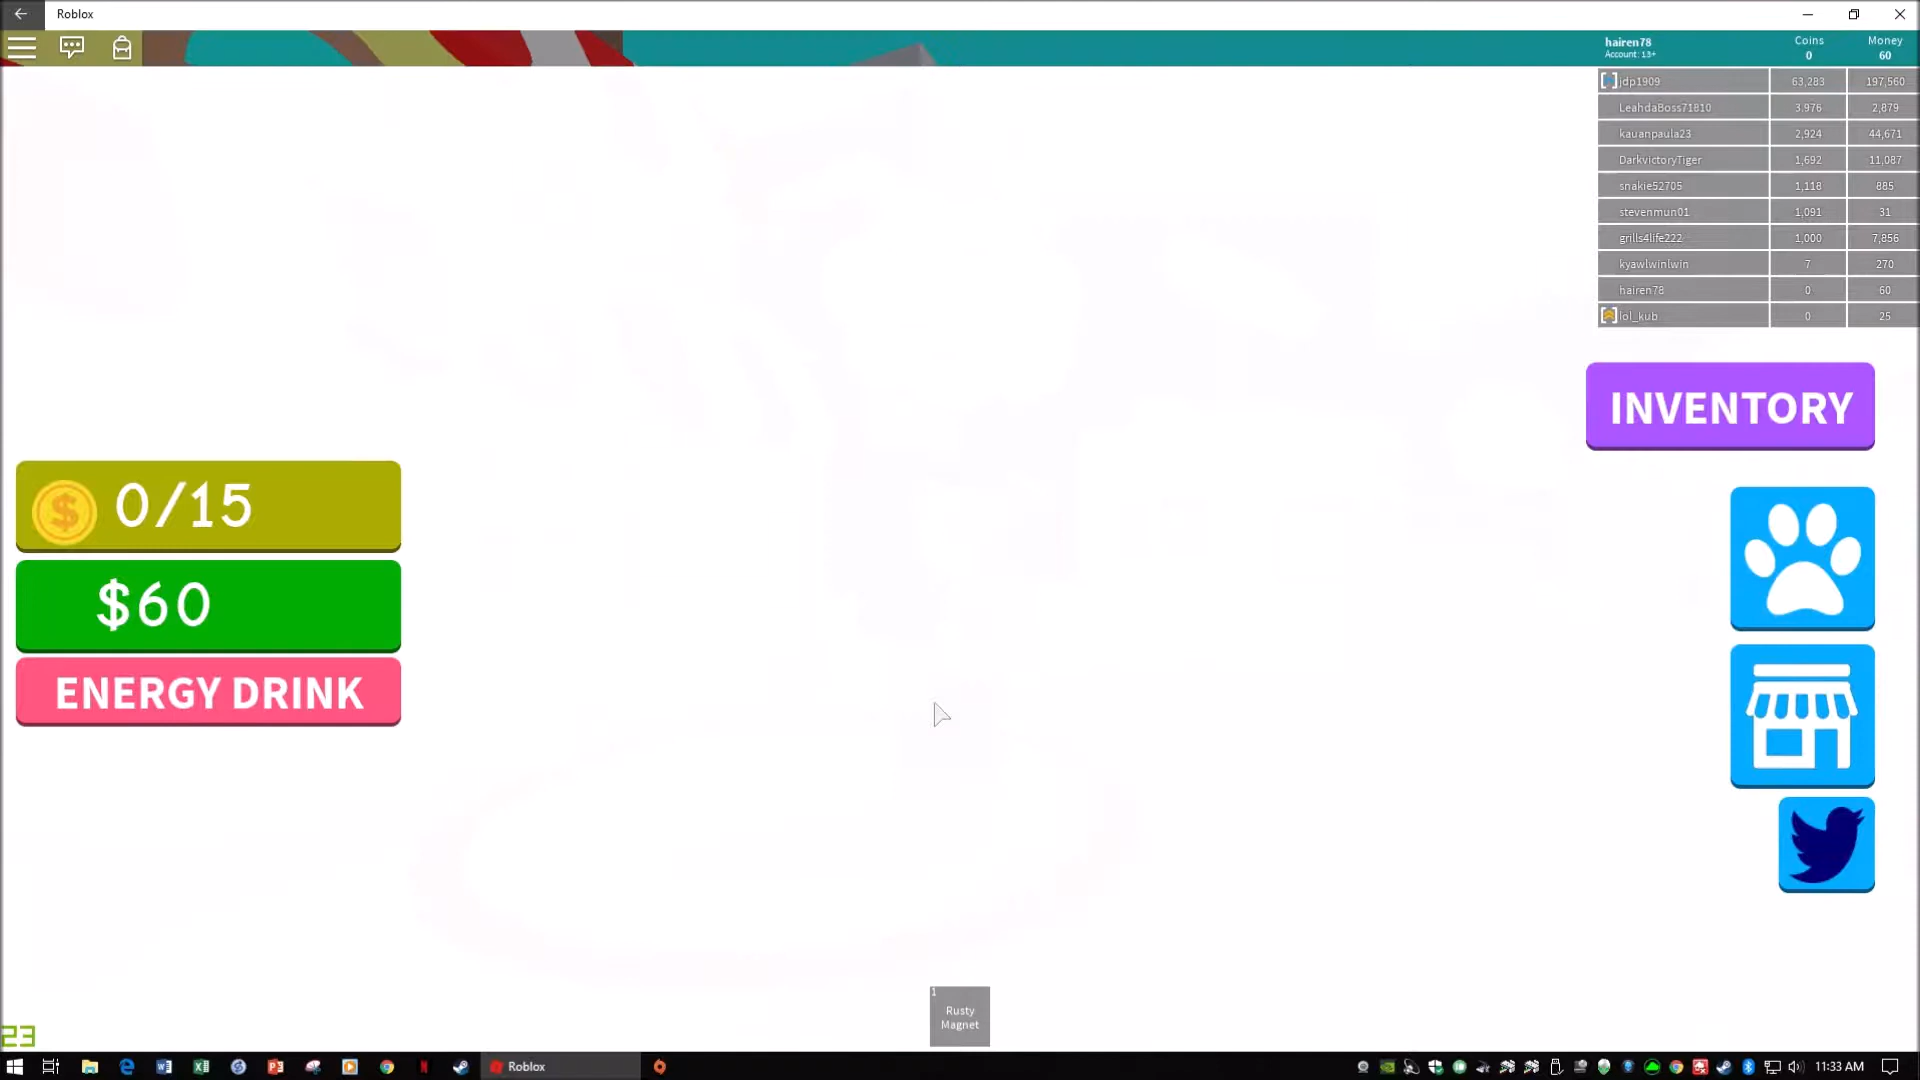 Roblox
hairen78 Coins Money
Account: 13+ 0 60
jdp1909 63,283 197,560
LeahdaBoss71810 3,976 2,879
kauanpaula23 2,924 44,671
DarkvictoryTiger 1,692 11,087
snakie52705 1,118 885
stevenmun01 1,091 31
grills4life222 1,000 7,856
kyawlwinlwin 7 270
hairen78 0 60
lol_kub 0 25
INVENTORY
$ 0/15
$60
ENERGY DRINK
1
Rusty
Magnet
23
Roblox 11:33 AM